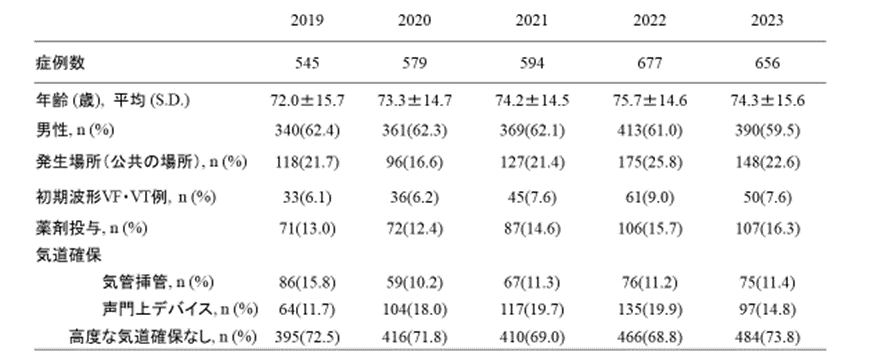 2019 2020 2021 2022 2023
症例数 545 579 594 677 656
年齢 (歳), 平均 (S.D.) 72.0±15.7 73.3±14.7 74.2±14.5 75.7±14.6 74.3±15.6
男性, n (%) 340(62.4) 361(62.3) 369(62.1) 413(61.0) 390(59.5)
発生場所（公共の場所）, n (%) 118(21.7) 96(16.6) 127(21.4) 175(25.8) 148(22.6)
初期波形VF・VT例, n (%) 33(6.1) 36(6.2) 45(7.6) 61(9.0) 50(7.6)
薬剤投与, n (%) 71(13.0) 72(12.4) 87(14.6) 106(15.7) 107(16.3)
気道確保
気管挿管, n (%) 86(15.8) 59(10.2) 67(11.3) 76(11.2) 75(11.4)
声門上デバイス, n (%) 64(11.7) 104(18.0) 117(19.7) 135(19.9) 97(14.8)
高度な気道確保なし, n (%) 395(72.5) 416(71.8) 410(69.0) 466(68.8) 484(73.8)